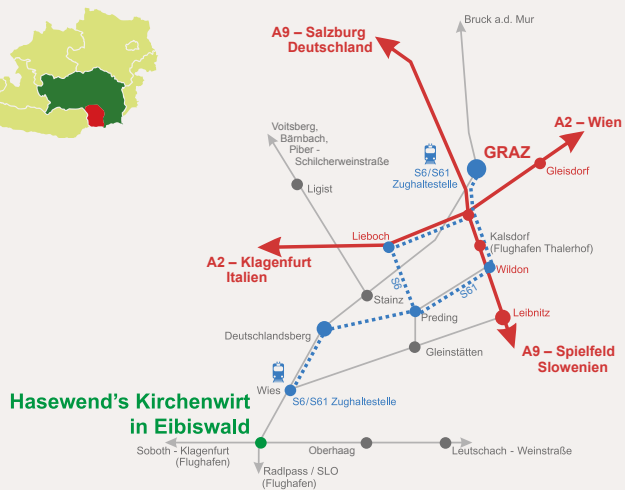 Bruck a.d. Mur
A9 – Salzburg
Deutschland
A2 – Wien
Voitsberg,
Bärnbach,
Piber -
Schilcherweinstraße
GRAZ
S6/S61
Zughaltestelle
Gleisdorf
Ligist
Lieboch
Kalsdorf
(Flughafen Thalerhof)
A2 – Klagenfurt
Italien
Wildon
S6
S61
Stainz
Preding
Leibnitz
Deutschlandsberg
Gleinstätten
A9 – Spielfeld
Slowenien
Wies
S6/S61 Zughaltestelle
Hasewend's Kirchenwirt
in Eibiswald
Soboth - Klagenfurt
(Flughafen)
Oberhaag
Leutschach - Weinstraße
Radlpass / SLO
(Flughafen)